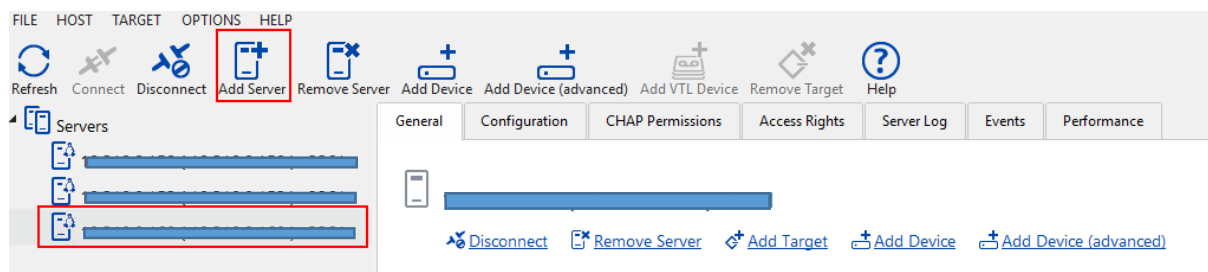 FILE HOST TARGET OPTIONS HELP
Refresh Connect Disconnect Add Server Remove Server Add Device Add Device (advanced) Add VTL Device Remove Target Help
Servers
General Configuration CHAP Permissions Access Rights Server Log Events Performance
Disconnect Remove Server Add Target Add Device Add Device (advanced)